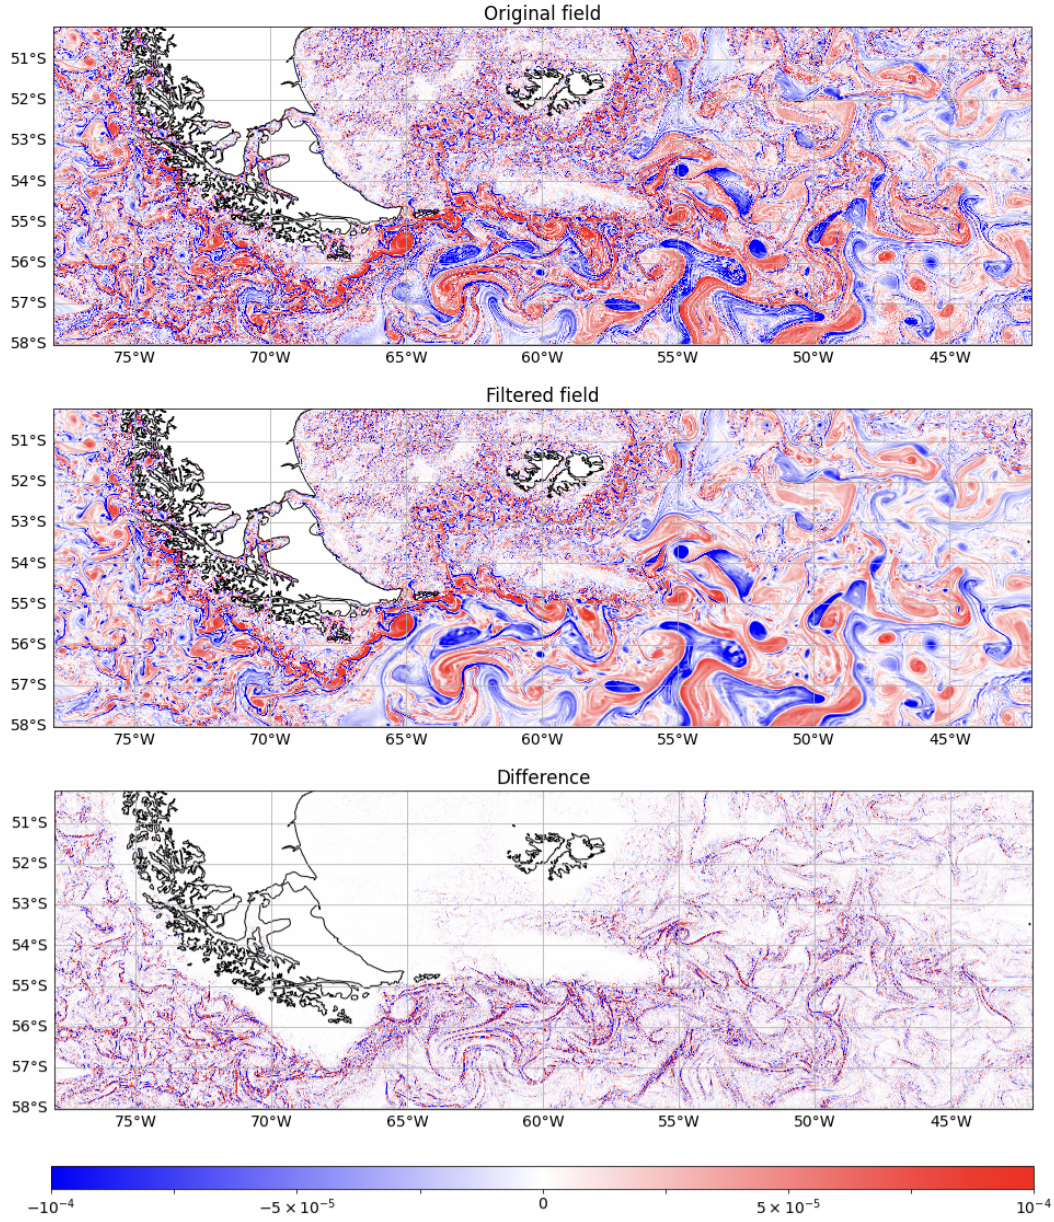 Original field
51°S
52°S
53°S
54°S
55°S
56°S
57°S
58°S
75°W 70°W 65°W 60°W 55°W 50°W 45°W
Filtered field
51°S
52°S
53°S
54°S
55°S
56°S
57°S
58°S
75°W 70°W 65°W 60°W 55°W 50°W 45°W
Difference
51°S
52°S
53°S
54°S
55°S
56°S
57°S
58°S
75°W 70°W 65°W 60°W 55°W 50°W 45°W
−10⁻⁴ −5 × 10⁻⁵ 0 5 × 10⁻⁵ 10⁻⁴